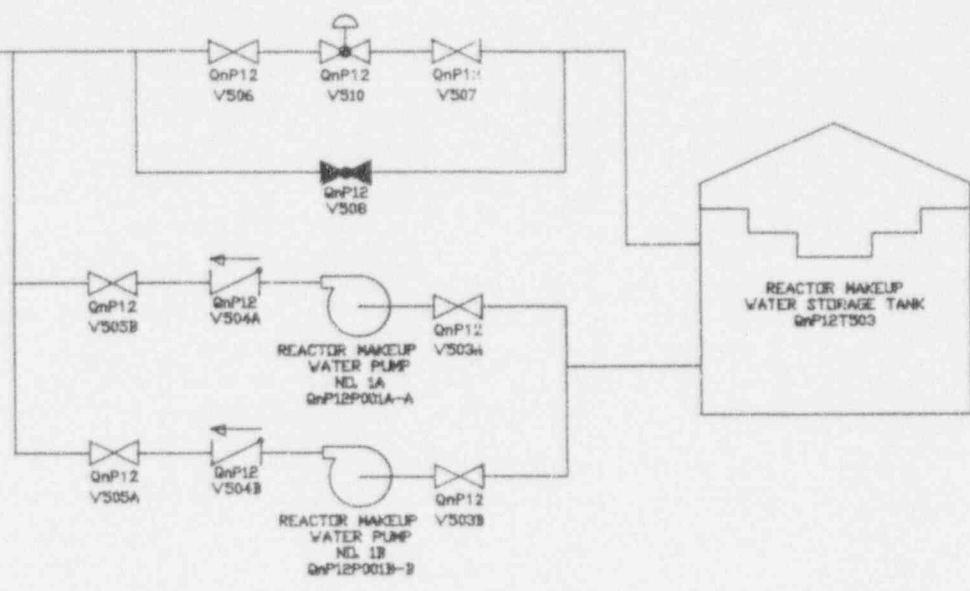 QnP12
V506
QnP12
V510
QnP12
V507
QnP12
V508
QnP12
V505B
QnP12
V504A
QnP12
V503A
REACTOR MAKEUP
WATER PUMP
NO. 1A
QnP12P001A-A
REACTOR MAKEUP
WATER STORAGE TANK
QnP12T503
QnP12
V505A
QnP12
V504B
QnP12
V503B
REACTOR MAKEUP
WATER PUMP
NO. 1B
QnP12P001B-B